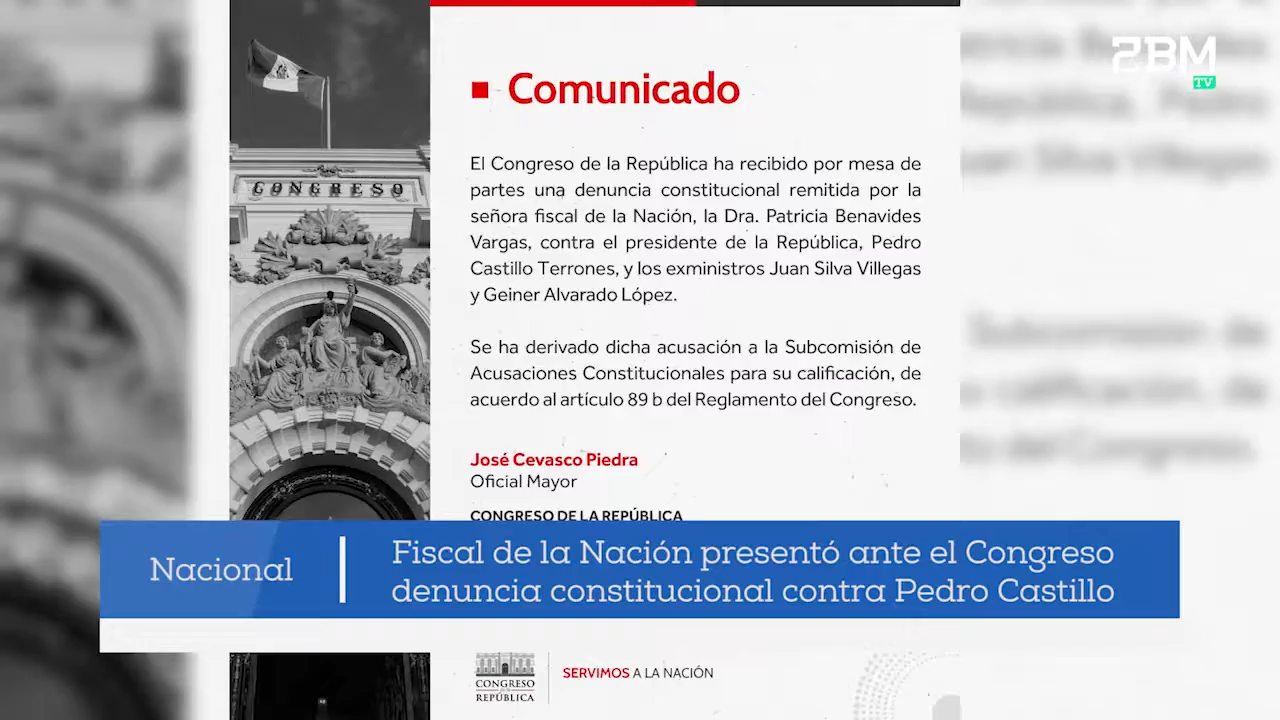 2BM
TV
Comunicado
CONGRESO
El Congreso de la República ha recibido por mesa de
partes una denuncia constitucional remitida por la
señora fiscal de la Nación, la Dra. Patricia Benavides
Vargas, contra el presidente de la República, Pedro
Castillo Terrones, y los exministros Juan Silva Villegas
y Geiner Alvarado López.
Se ha derivado dicha acusación a la Subcomisión de
Acusaciones Constitucionales para su calificación, de
acuerdo al artículo 89 b del Reglamento del Congreso.
José Cevasco Piedra
Oficial Mayor
CONGRESO DE LA REPÚBLICA
Nacional
Fiscal de la Nación presentó ante el Congreso
denuncia constitucional contra Pedro Castillo
CONGRESO
de la
REPÚBLICA
SERVIMOS A LA NACIÓN